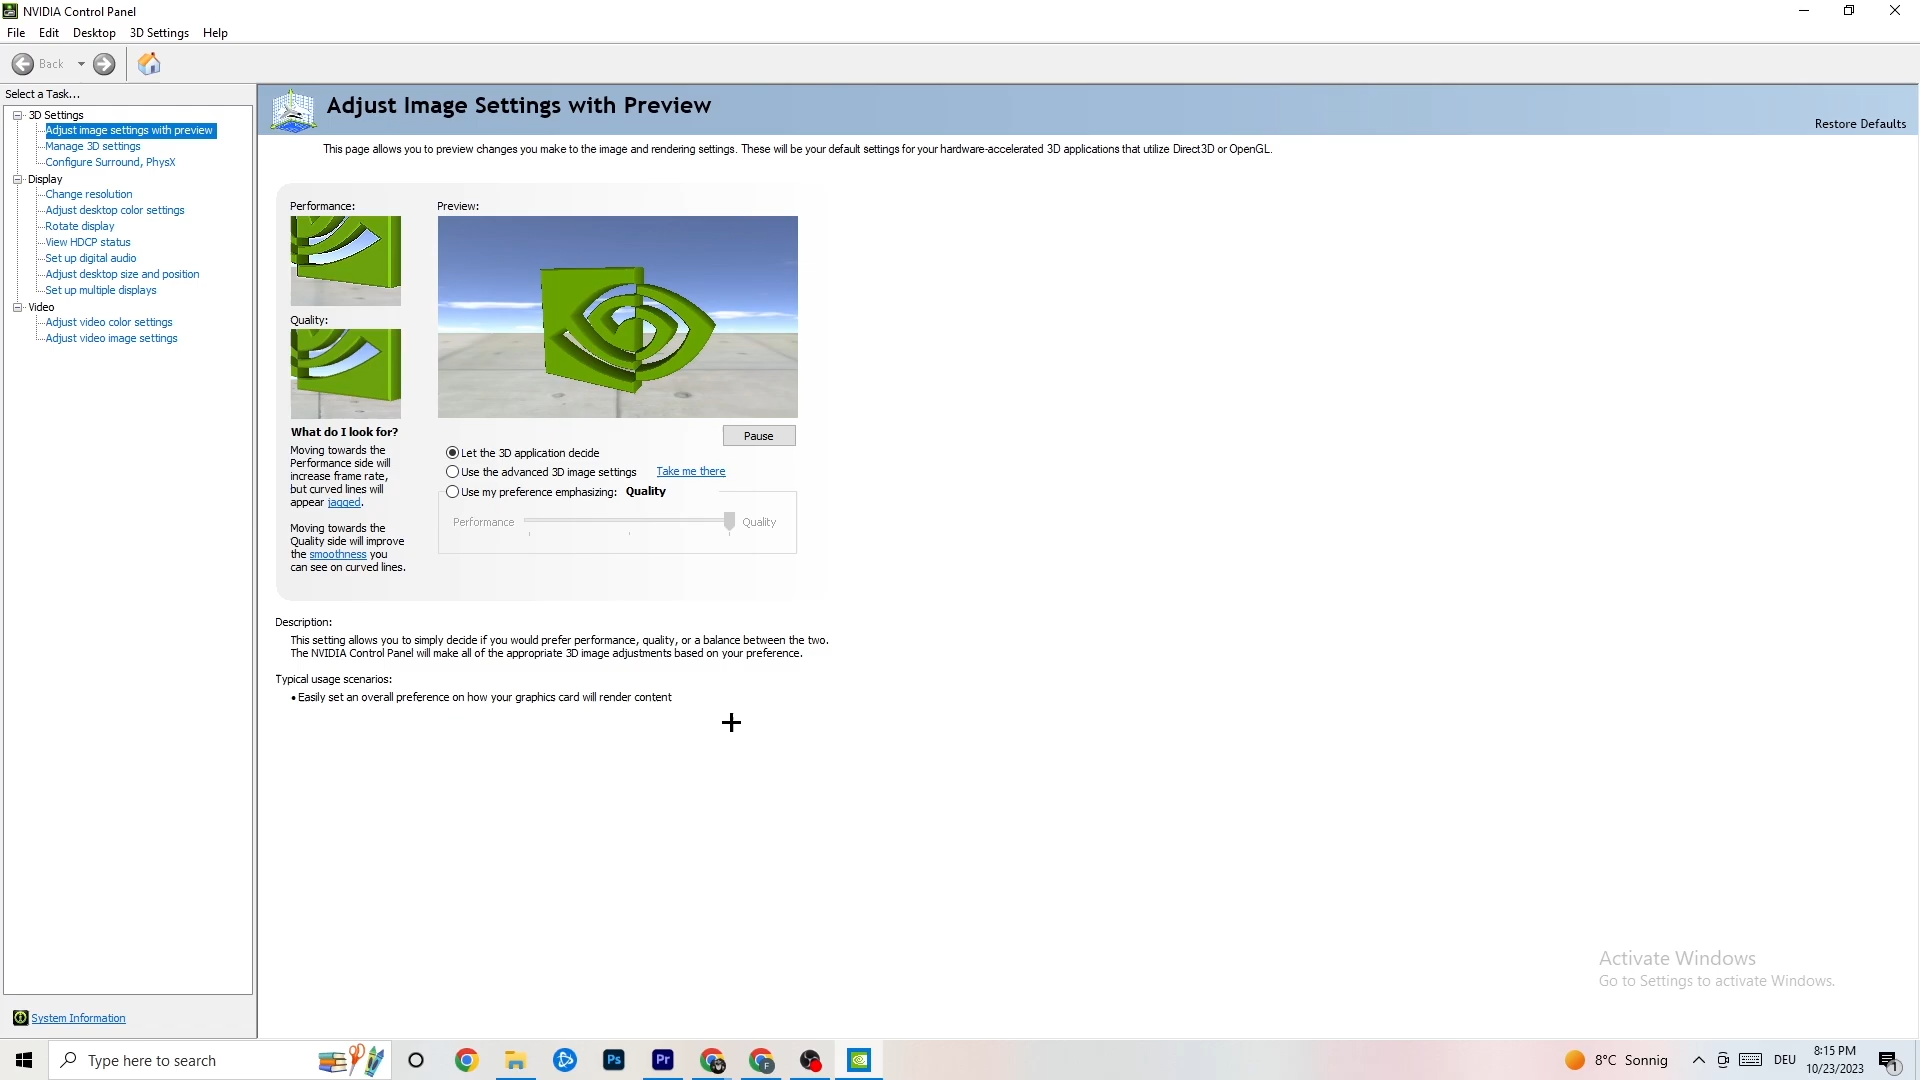 NVIDIA Control Panel
File Edit Desktop 3D Settings Help
Back
Select a Task...
3D Settings
Adjust image settings with preview
Manage 3D settings
Configure Surround, PhysX
Display
Change resolution
Adjust desktop color settings
Rotate display
View HDCP status
Set up digital audio
Adjust desktop size and position
Set up multiple displays
Video
Adjust video color settings
Adjust video image settings
System Information
Adjust Image Settings with Preview
Restore Defaults
This page allows you to preview changes you make to the image and rendering settings. These will be your default settings for your hardware-accelerated 3D applications that utilize Direct3D or OpenGL.
Performance:
Quality:
What do I look for?
Moving towards the
Performance side will
increase frame rate,
but curved lines will
appear jagged.
Moving towards the
Quality side will improve
the smoothness you
can see on curved lines.
Preview:
Pause
Let the 3D application decide
Use the advanced 3D image settings Take me there
Use my preference emphasizing: Quality
Performance Quality
Description:
This setting allows you to simply decide if you would prefer performance, quality, or a balance between the two.
The NVIDIA Control Panel will make all of the appropriate 3D image adjustments based on your preference.
Typical usage scenarios:
• Easily set an overall preference on how your graphics card will render content
Activate Windows
Go to Settings to activate Windows.
Type here to search
Ps
Pr
F
8°C Sonnig
DEU
8:15 PM
10/23/2023
1